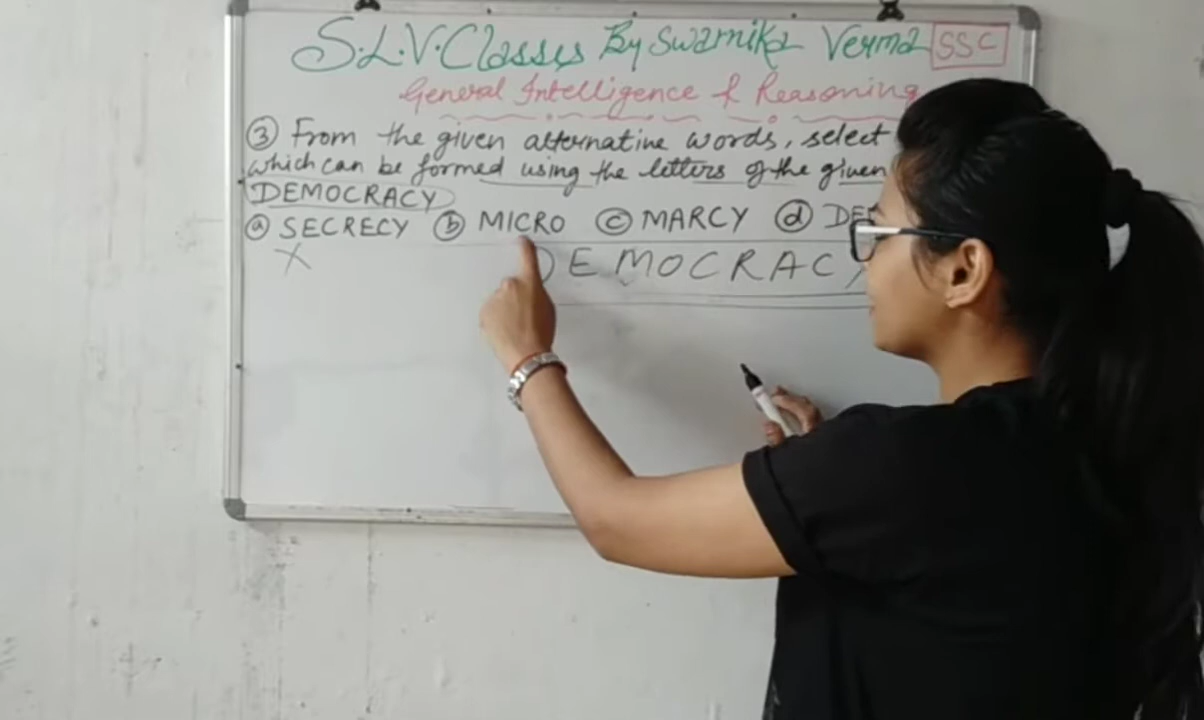 S.L.V. Classes By Swarnika Verma SSC
General Intelligence & Reasoning
③ From the given alternative words, select
which can be formed using the letters of the given
DEMOCRACY
ⓐ SECRECY ⓑ MICRO ⓒ MARCY ⓓ
X DEMOCRACY